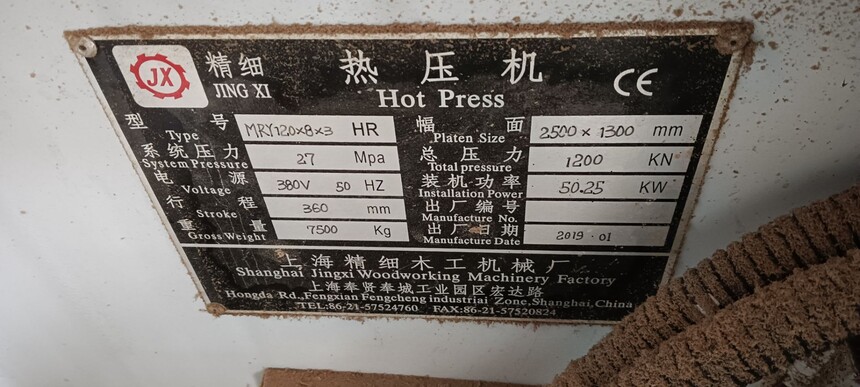 JX
精细
JING XI
热压机
Hot Press
CE
型号
Type
MRY120×8×3 HR
幅面
Platen Size
2500 × 1300 mm
系统压力
System Pressure
27 Mpa
总压力
Total pressure
1200 KN
电源
Voltage
380V 50 HZ
装机功率
Installation Power
50.25 KW
行程
Stroke
360 mm
出厂编号
Manufacture No.
重量
Gross Weight
7500 Kg
出厂日期
Manufacture Date
2019.01
上海精细木工机械厂
Shanghai Jingxi Woodworking Machinery Factory
上海奉贤奉城工业园区宏达路
Hongda Rd.,Fengxian Fengcheng industriai Zone,Shanghai,China
TEL:86-21-57524760 FAX:86-21-57520824